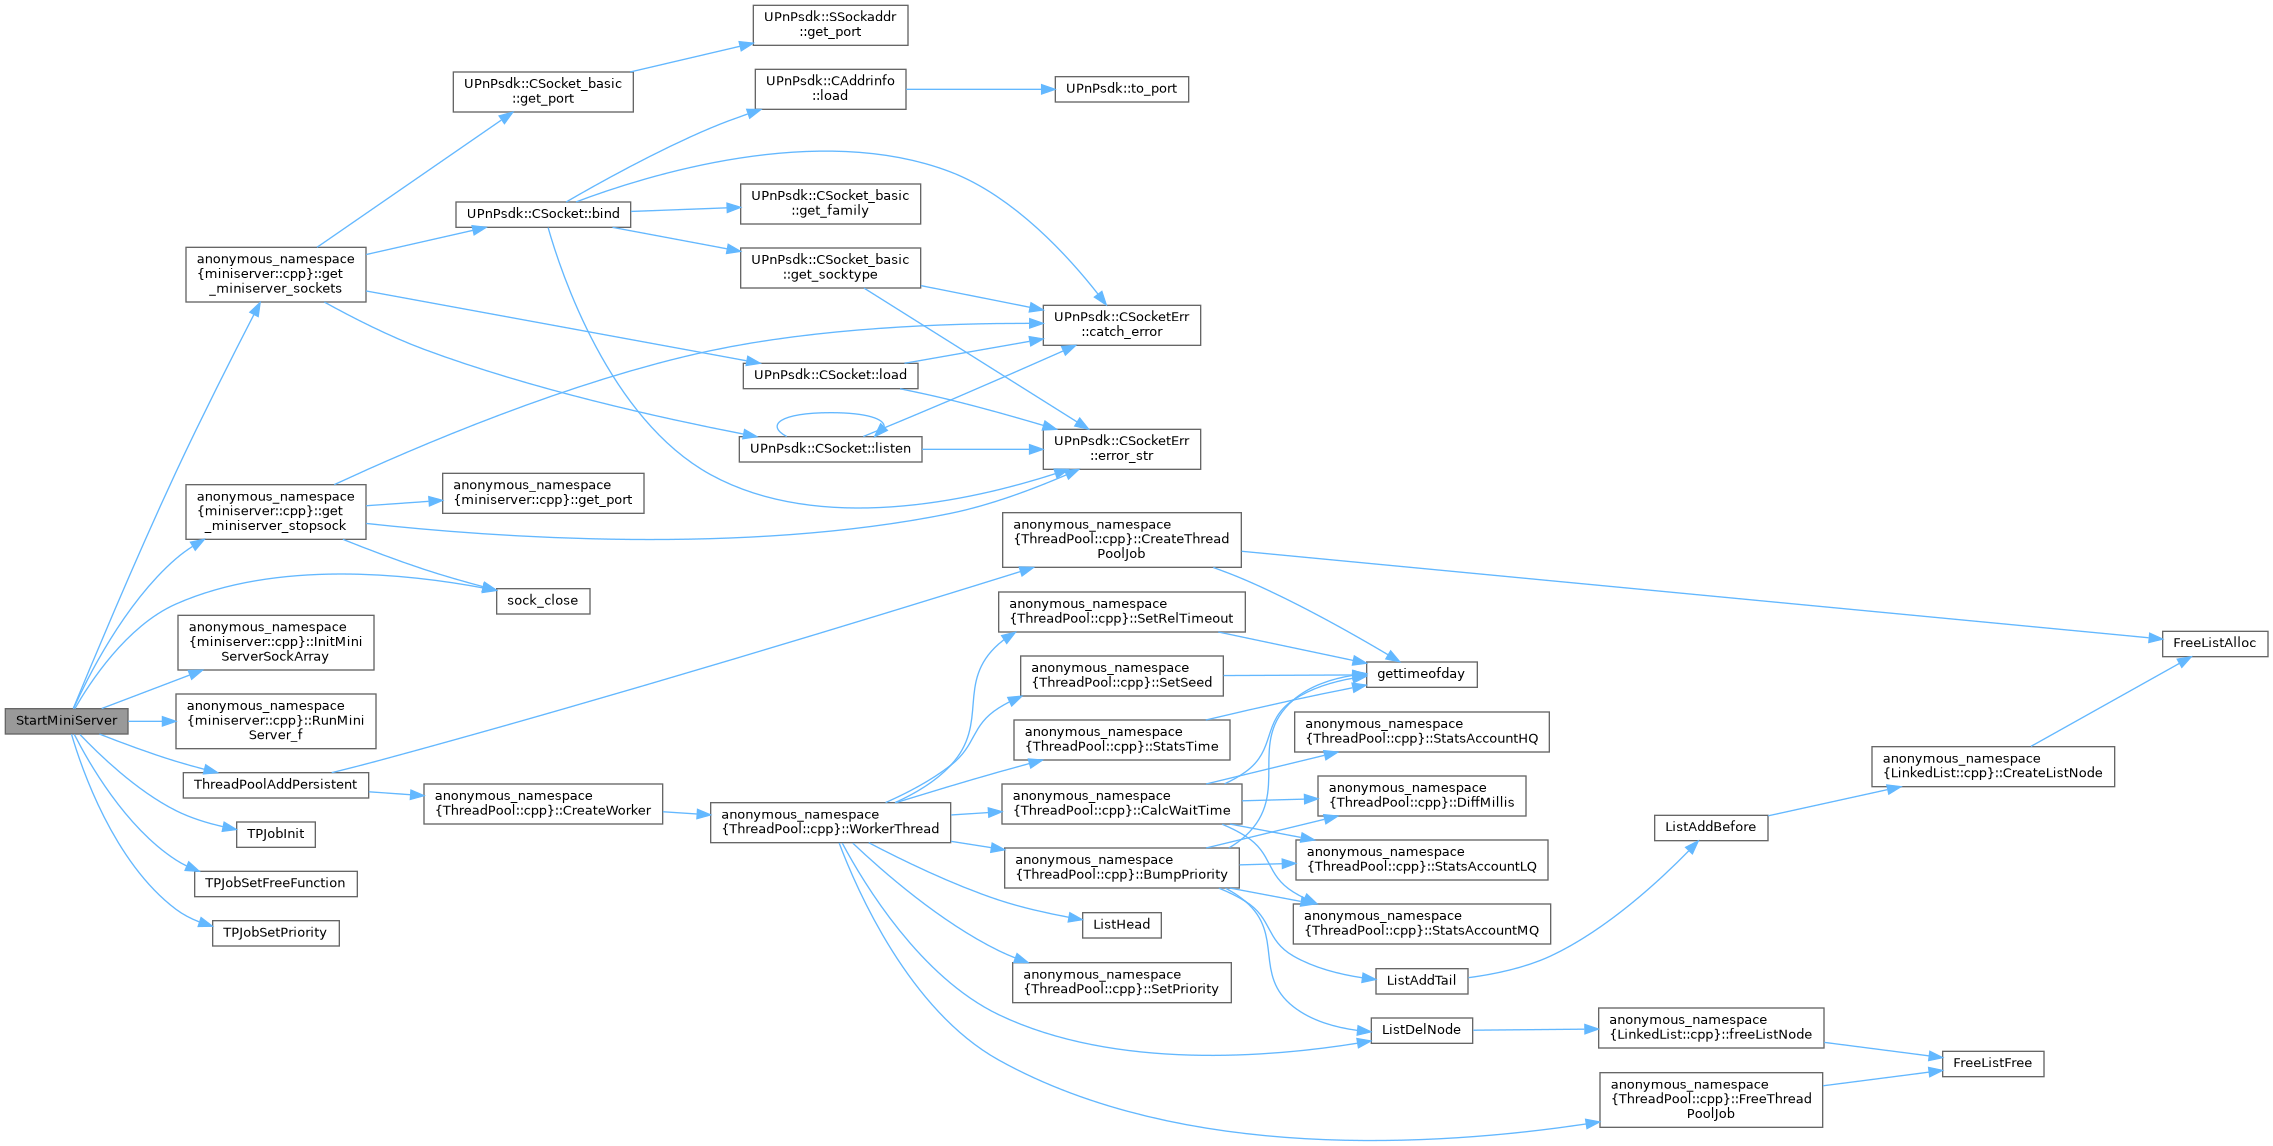 UPnPsdk::SSockaddr
::get_port
UPnPsdk::CSocket_basic
::get_port
UPnPsdk::CAddrinfo
::load
UPnPsdk::to_port
UPnPsdk::CSocket::bind
UPnPsdk::CSocket_basic
::get_family
anonymous_namespace
{miniserver::cpp}::get
_miniserver_sockets
UPnPsdk::CSocket_basic
::get_socktype
UPnPsdk::CSocketErr
::catch_error
UPnPsdk::CSocket::load
UPnPsdk::CSocket::listen
UPnPsdk::CSocketErr
::error_str
anonymous_namespace
{miniserver::cpp}::get
_miniserver_stopsock
anonymous_namespace
{miniserver::cpp}::get_port
anonymous_namespace
{ThreadPool::cpp}::CreateThread
PoolJob
sock_close
anonymous_namespace
{miniserver::cpp}::InitMini
ServerSockArray
anonymous_namespace
{ThreadPool::cpp}::SetRelTimeout
FreeListAlloc
anonymous_namespace
{ThreadPool::cpp}::SetSeed
gettimeofday
StartMiniServer
anonymous_namespace
{miniserver::cpp}::RunMini
Server_f
anonymous_namespace
{ThreadPool::cpp}::StatsTime
anonymous_namespace
{ThreadPool::cpp}::StatsAccountHQ
anonymous_namespace
{LinkedList::cpp}::CreateListNode
ThreadPoolAddPersistent
anonymous_namespace
{ThreadPool::cpp}::CreateWorker
anonymous_namespace
{ThreadPool::cpp}::WorkerThread
anonymous_namespace
{ThreadPool::cpp}::CalcWaitTime
anonymous_namespace
{ThreadPool::cpp}::DiffMillis
ListAddBefore
TPJobInit
anonymous_namespace
{ThreadPool::cpp}::BumpPriority
anonymous_namespace
{ThreadPool::cpp}::StatsAccountLQ
TPJobSetFreeFunction
ListHead
anonymous_namespace
{ThreadPool::cpp}::StatsAccountMQ
TPJobSetPriority
anonymous_namespace
{ThreadPool::cpp}::SetPriority
ListAddTail
ListDelNode
anonymous_namespace
{LinkedList::cpp}::freeListNode
FreeListFree
anonymous_namespace
{ThreadPool::cpp}::FreeThread
PoolJob